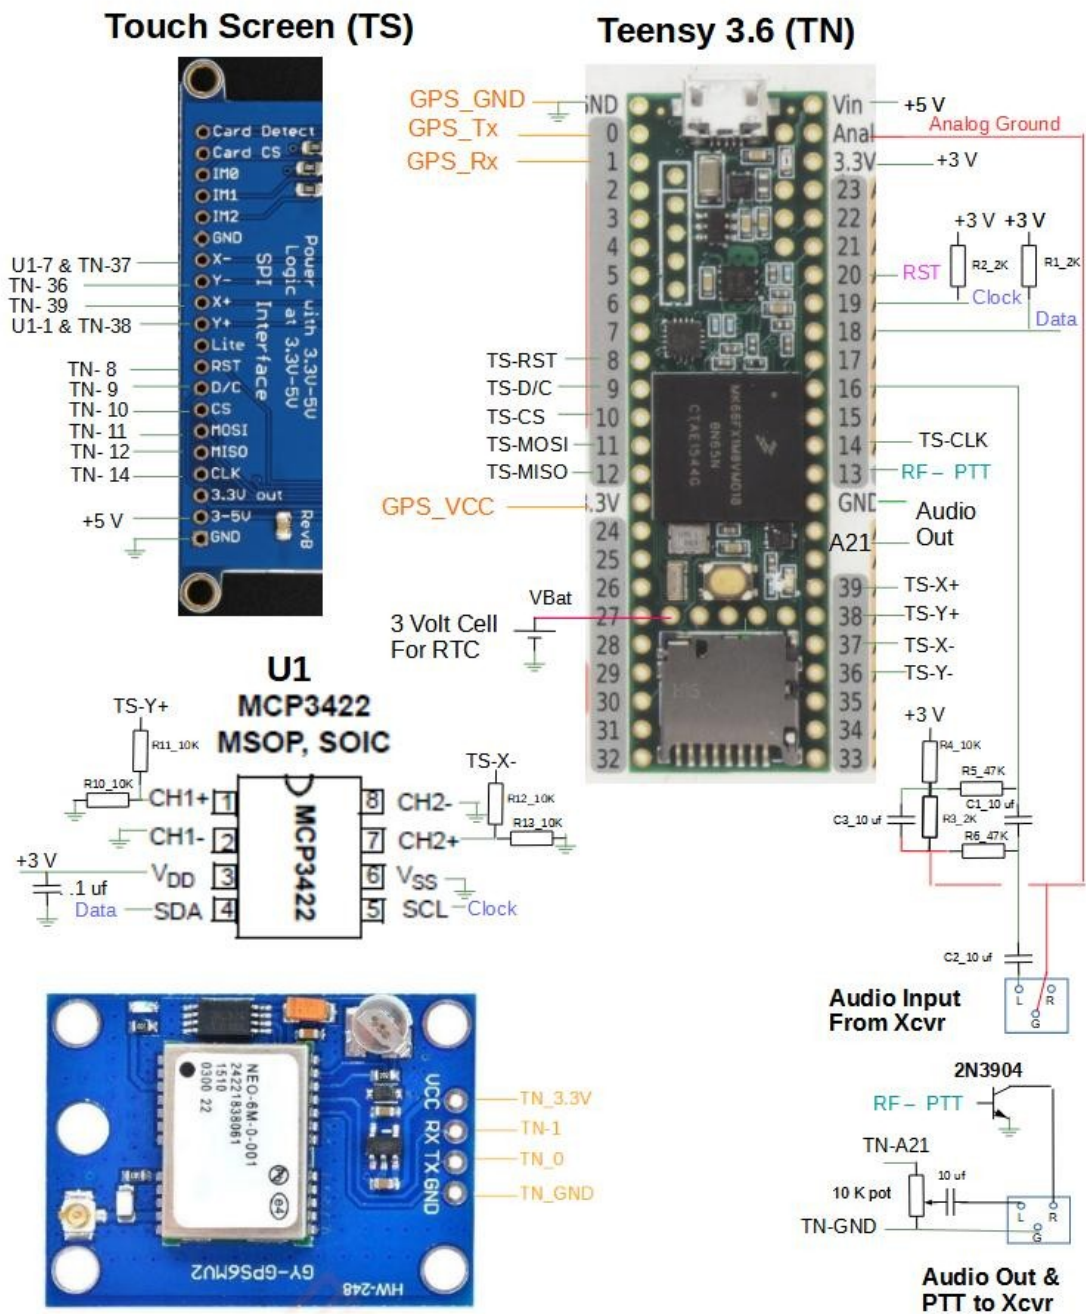 Touch Screen (TS)
Card Detect
Card CS
IM0
IM1
IM2
GND
X-
Y-
X+
Y+
Lite
RST
D/C
CS
MOSI
MISO
CLK
3.3V out
3-5V
GND
SPI Interface
Logic at 3.3V-5V
Power with 3.3V-5V
RevB
U1-7 & TN-37
TN- 36
TN- 39
U1-1 & TN-38
TN- 8
TN- 9
TN- 10
TN- 11
TN- 12
TN- 14
+5 V
Teensy 3.6 (TN)
GPS_GND
GPS_Tx
GPS_Rx
TS-RST
TS-D/C
TS-CS
TS-MOSI
TS-MISO
GPS_VCC
VBat
3 Volt Cell
For RTC
0
1
2
3
4
5
6
7
8
9
10
11
12
24
25
26
27
28
29
30
31
32
MK66FX1M0VMD18
0N65N
CTAE1544G
Vin
3.3V
23
22
21
20
19
18
17
16
15
14
13
A21
39
38
37
36
35
34
33
+5 V
Analog Ground
+3 V
+3 V
+3 V
R2_2K
R1_2K
RST
Clock
Data
TS-CLK
RF– PTT
Audio
Out
TS-X+
TS-Y+
TS-X-
TS-Y-
+3 V
R4_10K
R5_47K
C1_10 uf
C3_10 uf
R3_2K
R6_47K
C2_10 uf
L
R
G
Audio Input
From Xcvr
U1
MCP3422
MSOP, SOIC
TS-Y+
R11_10K
R10_10K
CH1+ 1
CH1- 2
+3 V
VDD 3
.1 uf
Data
SDA 4
MCP3422
TS-X-
8 CH2-
R12_10K
R13_10K
7 CH2+
6 VSS
5 SCL
Clock
NEO-6M-0-001
24221838061
1510
0300 22
e4
VCC RX TX GND
GY-GPS6MV2
HW-248
TN_3.3V
TN-1
TN_0
TN_GND
2N3904
RF– PTT
TN-A21
10 uf
10 K pot
TN-GND
L
R
G
Audio Out &
PTT to Xcvr